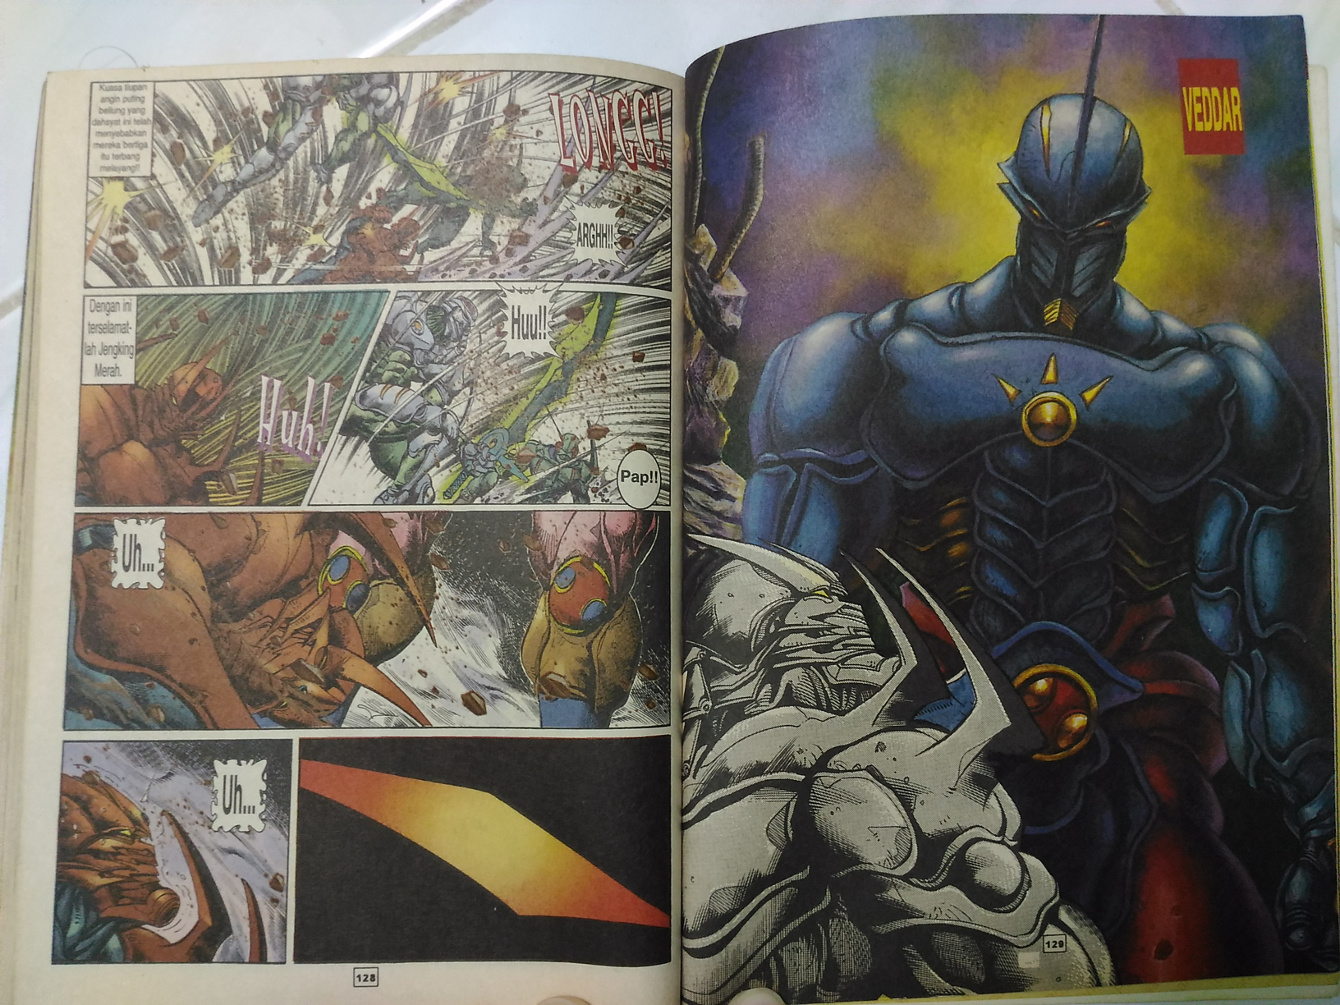 Kuasa tiupan
angin puting
beliung yang
dahsyat ini telah
menyebabkan
mereka bertiga
itu terbang
melayang!!
LONGG!
ARGHH!!
Dengan ini
terselamat-
lah Jengking
Merah.
Huh!
Huu!!
Pap!!
Uh...
Uh...
128
VEDDAR
129